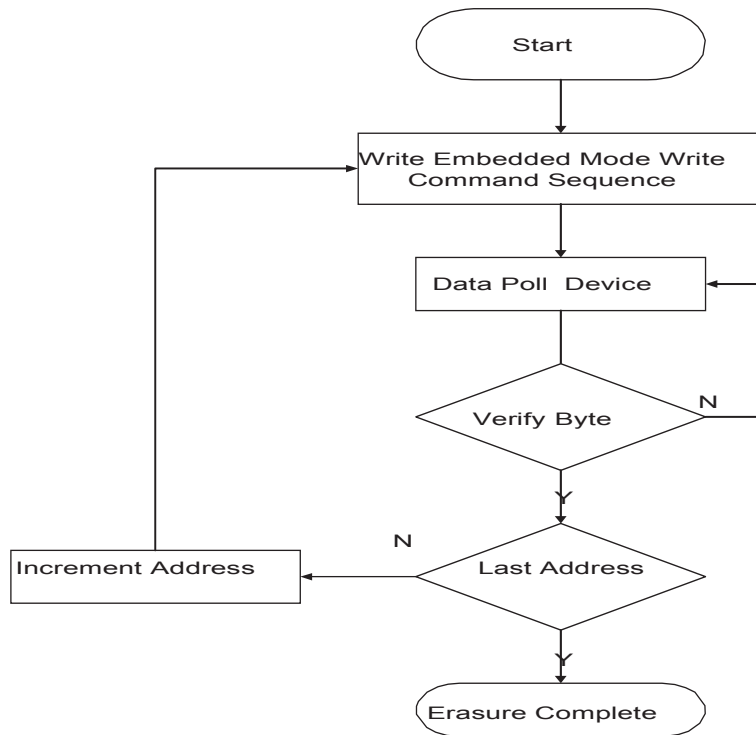 Start
Write Embedded Mode Write
Command Sequence
Data Poll Device
N
Verify Byte
Y
N
Increment Address
Last Address
Y
Erasure Complete